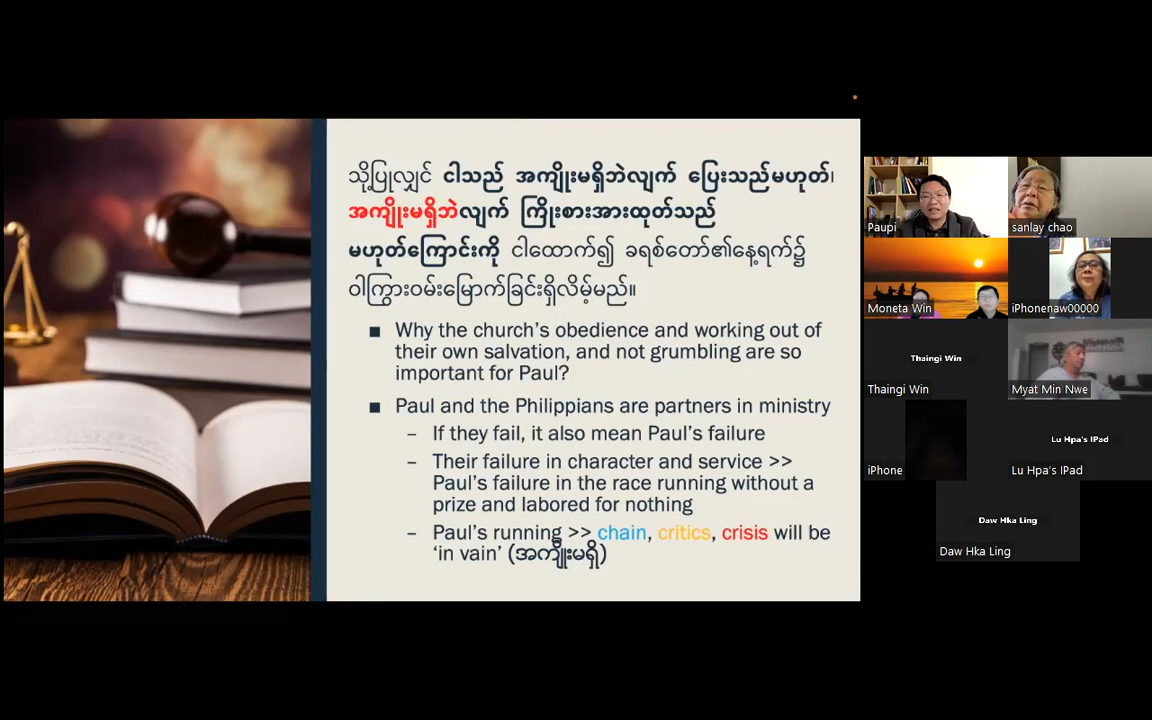 သို့ပြုလျှင် ငါသည် အကျိုးမရှိဘဲလျက် ပြေးသည်မဟုတ်၊
အကျိုးမရှိဘဲလျက် ကြိုးစားအားထုတ်သည်
မဟုတ်ကြောင်းကို ငါထောက်၍ ခရစ်တော်၏နေ့ရက်၌
ဝါကြွားဝမ်းမြောက်ခြင်းရှိလိမ့်မည်။
■ Why the church's obedience and working out of
their own salvation, and not grumbling are so
important for Paul?
■ Paul and the Philippians are partners in ministry
– If they fail, it also mean Paul's failure
– Their failure in character and service >>
Paul's failure in the race running without a
prize and labored for nothing
– Paul's running >> chain, critics, crisis will be
'in vain' (အကျိုးမရှိ)
Paupi
sanlay chao
Moneta Win
iPhonenaw00000
Thaingi Win
Thaingi Win
Myat Min Nwe
iPhone
Lu Hpa's IPad
Lu Hpa's IPad
Daw Hka Ling
Daw Hka Ling